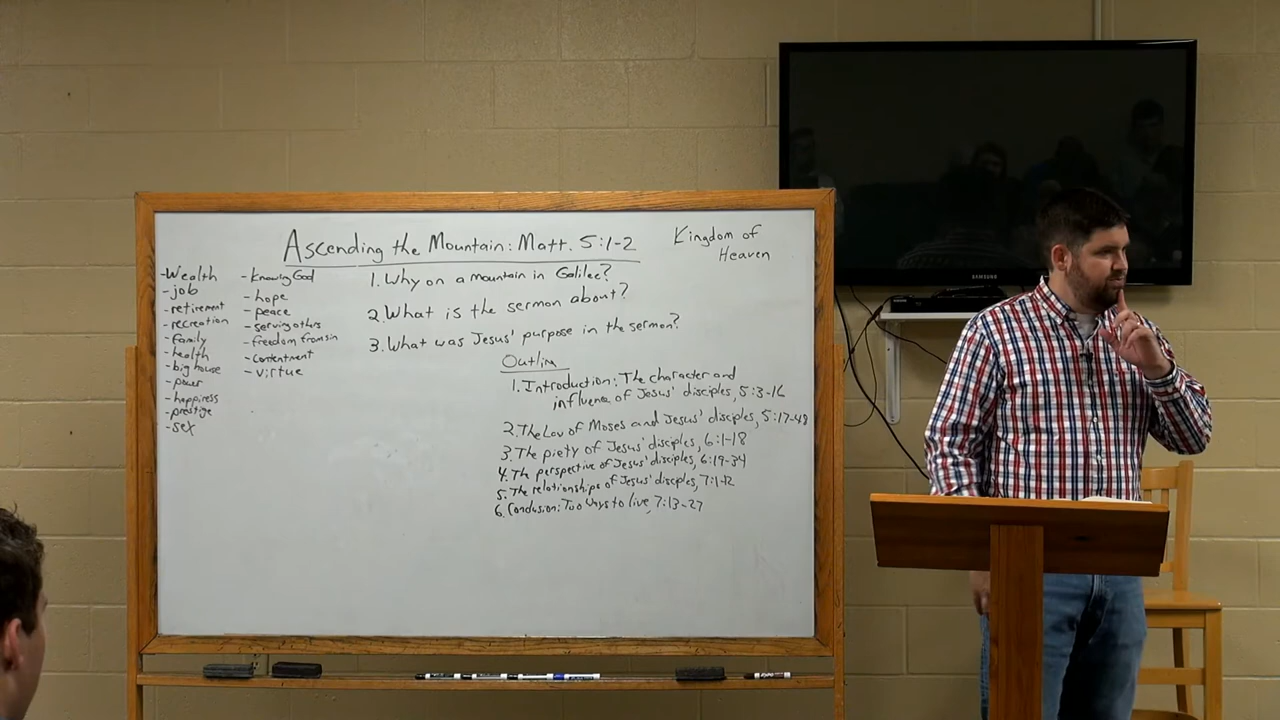 Ascending the Mountain: Matt. 5:1-2
Kingdom of
Heaven
-Wealth
-job
-retirement
-recreation
-family
-health
-big house
-power
-happiness
-prestige
-sex
-Knowing God
-hope
-peace
-serving others
-freedom from sin
-contentment
-virtue
1. Why on a mountain in Galilee?
2. What is the sermon about?
3. What was Jesus' purpose in the sermon?
Outline
1. Introduction: The character and
influence of Jesus' disciples, 5:3-16
2. The Law of Moses and Jesus' disciples, 5:17-48
3. The piety of Jesus' disciples, 6:1-18
4. The perspective of Jesus' disciples, 6:19-34
5. The relationships of Jesus' disciples, 7:1-12
6. Conclusion: Two ways to live, 7:13-27
SAMSUNG